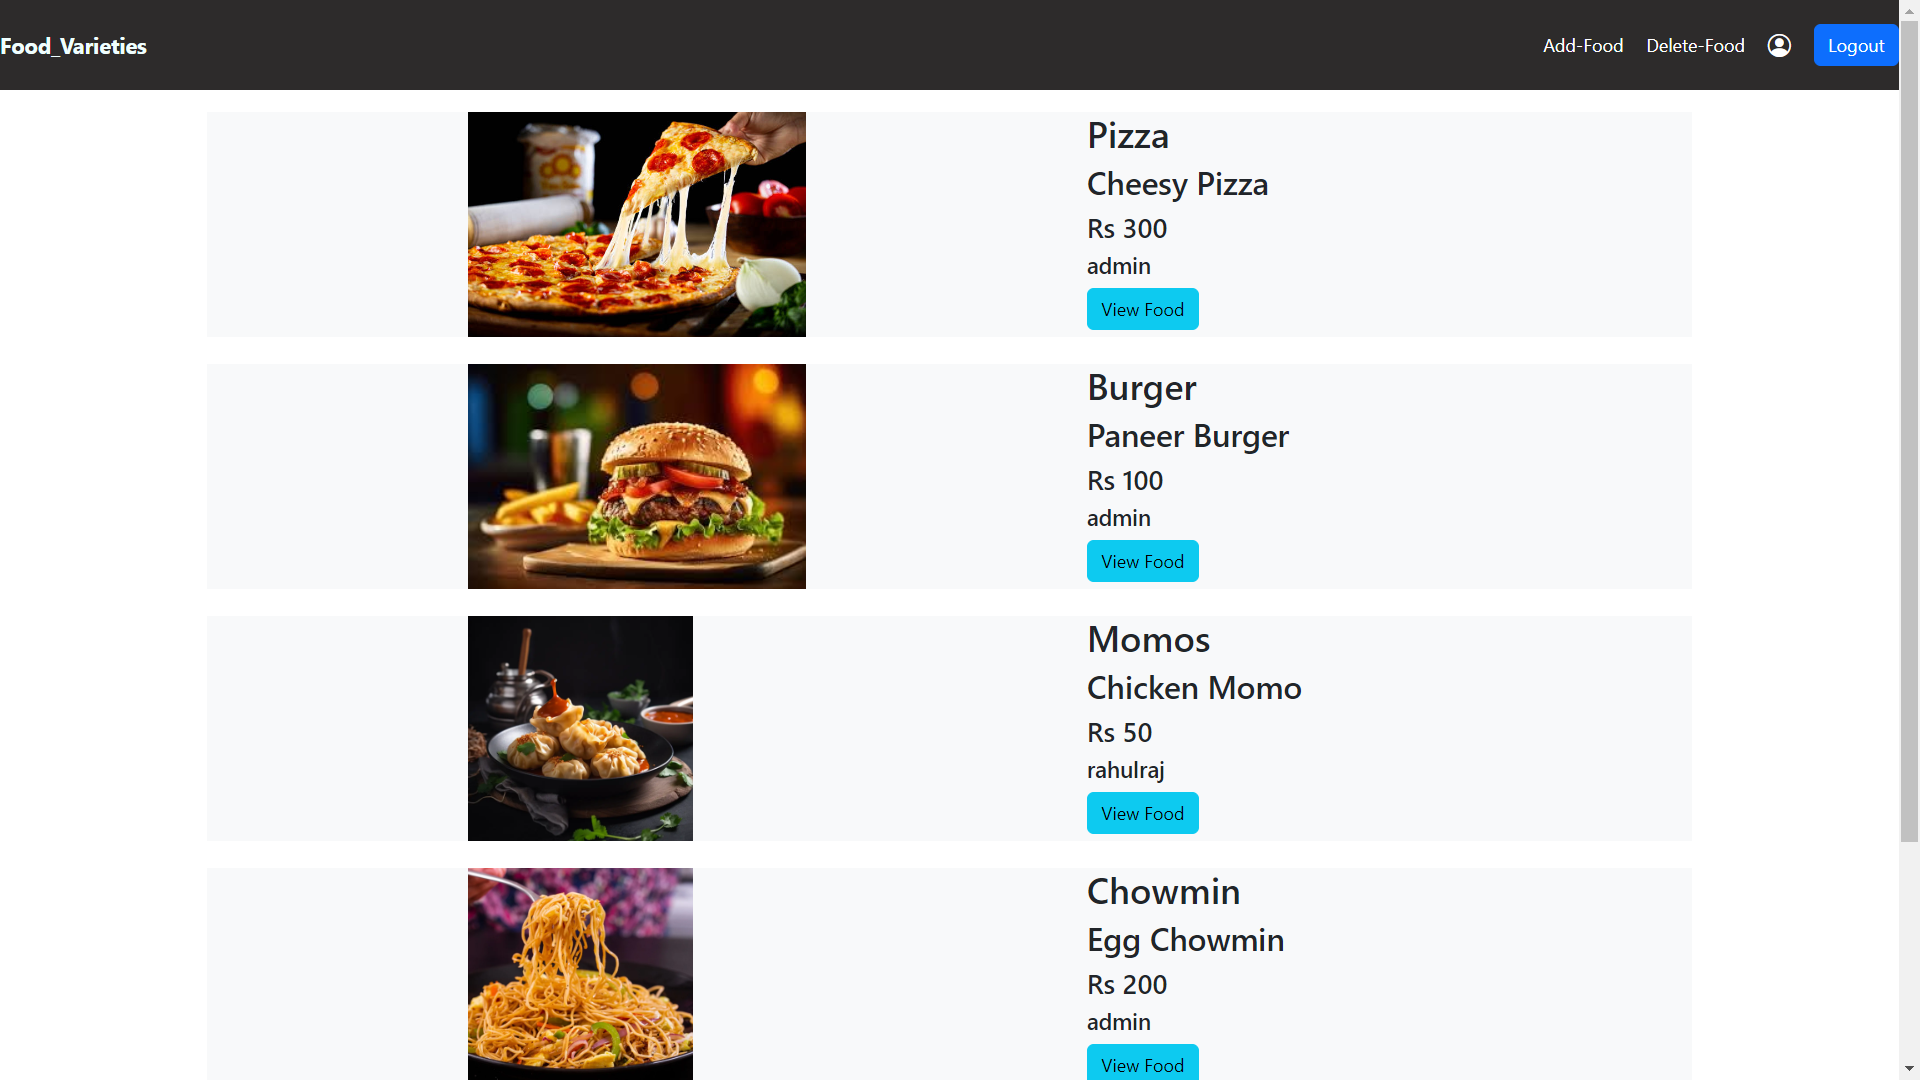 Food_Varieties
Add-Food Delete-Food Logout
Pizza
Cheesy Pizza
Rs 300
admin
View Food
Burger
Paneer Burger
Rs 100
admin
View Food
Momos
Chicken Momo
Rs 50
rahulraj
View Food
Chowmin
Egg Chowmin
Rs 200
admin
View Food